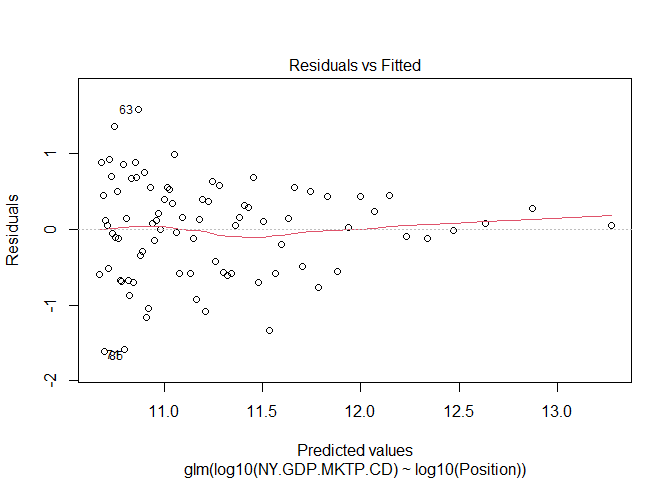 Residuals vs Fitted
63
85
Residuals
1
0
-1
-2
11.0 11.5 12.0 12.5 13.0
Predicted values
glm(log10(NY.GDP.MKTP.CD) ~ log10(Position))